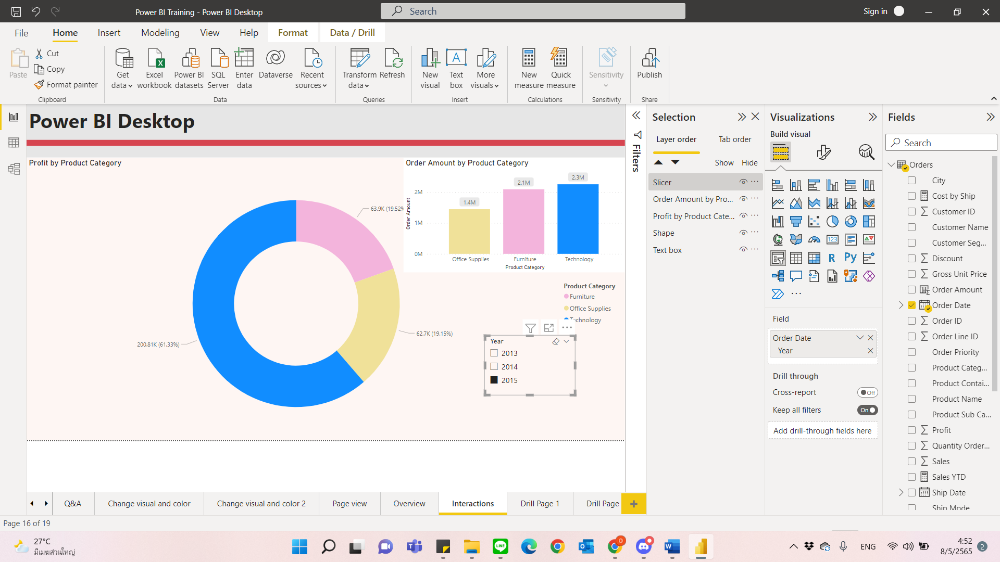 Power BI Training - Power BI Desktop
Search
Sign in
File
Home
Insert
Modeling
View
Help
Format
Data / Drill
Paste
Cut
Copy
Format painter
Clipboard
Get data
Excel workbook
Power BI datasets
SQL Server
Enter data
Dataverse
Recent sources
Data
Transform data
Refresh
Queries
New visual
Text box
More visuals
Insert
New measure
Quick measure
Calculations
Sensitivity
Sensitivity
Publish
Share
Power BI Desktop
Profit by Product Category
63.9K (19.52%
62.7K (19.15%)
200.81K (61.33%)
Order Amount by Product Category
Order Amount
2M
1M
0M
1.4M
2.1M
2.3M
Office Supplies
Furniture
Technology
Product Category
Product Category
Furniture
Office Supplies
Technology
Year
2013
2014
2015
Filters
Selection
Layer order
Tab order
Show
Hide
Slicer
Order Amount by Pro...
Profit by Product Cate...
Shape
Text box
Visualizations
Build visual
123
R
Py
Field
Order Date
Year
Drill through
Cross-report
Off
Keep all filters
On
Add drill-through fields here
Fields
Search
Orders
City
Cost by Ship
Customer ID
Customer Name
Customer Seg...
Discount
Gross Unit Price
Order Amount
Order Date
Order ID
Order Line ID
Order Priority
Product Categ...
Product Contai...
Product Name
Product Sub Ca...
Profit
Quantity Order...
Sales
Sales YTD
Ship Date
Ship Mode
Q&A
Change visual and color
Change visual and color 2
Page view
Overview
Interactions
Drill Page 1
Drill Page
Page 16 of 19
27°C
มีเมฆส่วนใหญ่
LINE
0
ENG
4:52
8/5/2565
2